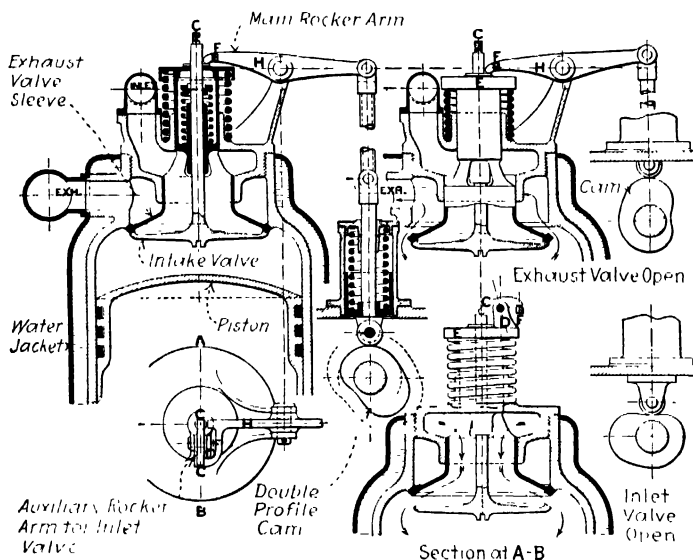 Main Rocker Arm
C
F
H
Exhaust
Valve
Sleeve
INLET
EXH.
Intake Valve
Piston
Water
Jacket
C
F
H
E
EXH.
Cam
Exhaust Valve Open
A
C
H
C
B
Auxiliary Rocker
Arm for Inlet
Valve
Double
Profile
Cam
C
D
F
E
Section at A-B
Inlet
Valve
Open